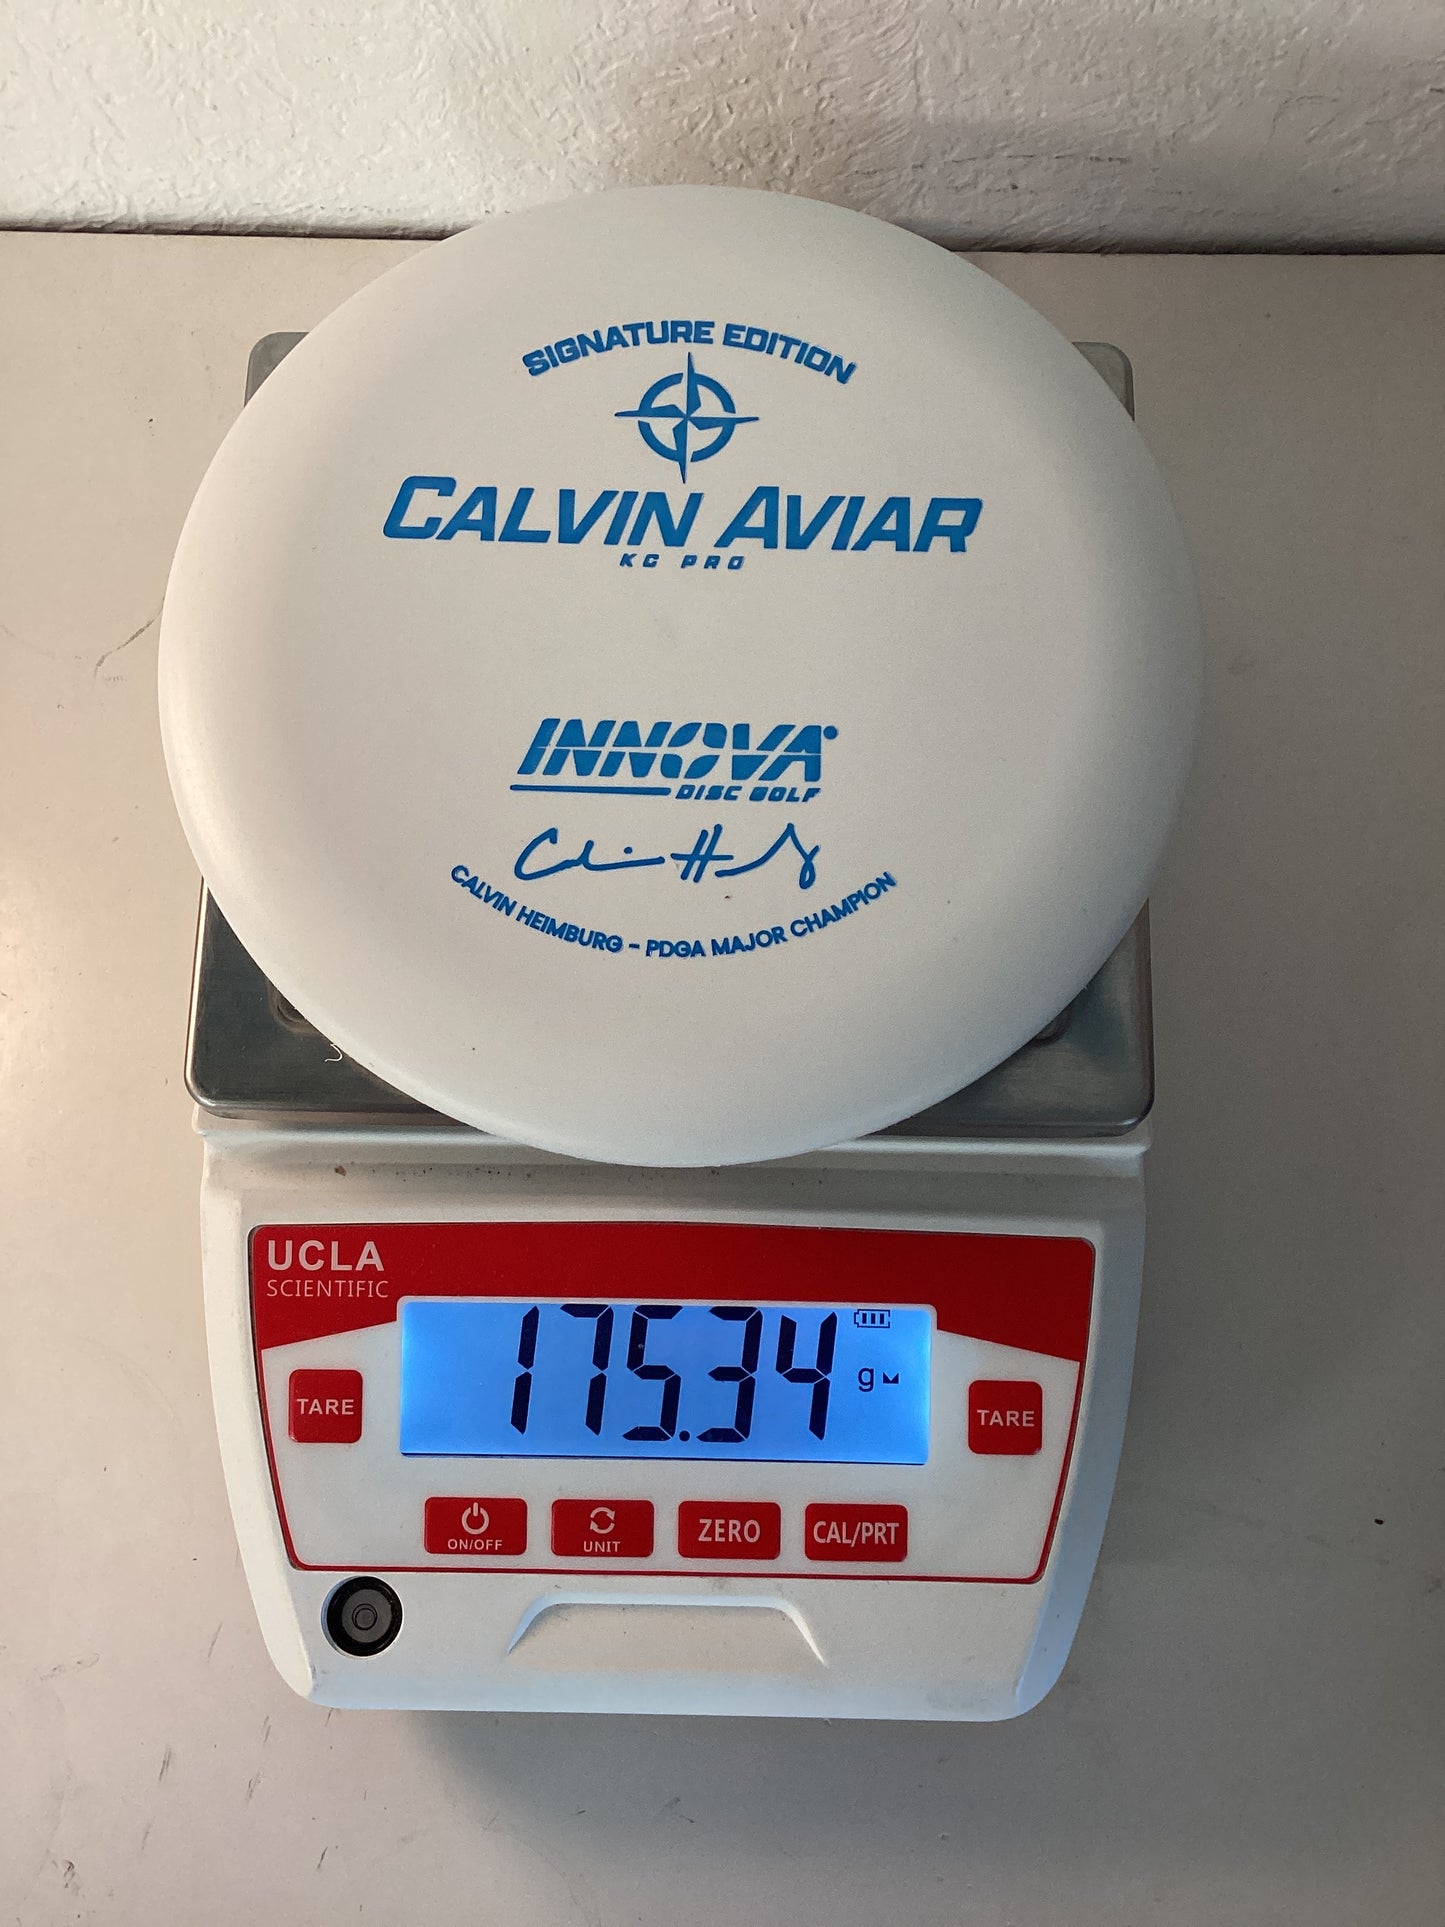 SIGNATURE EDITION
CALVIN AVIAR
KC PRO
INNOVA
DISC GOLF
CALVIN HEIMBURG - PDGA MAJOR CHAMPION
UCLA
SCIENTIFIC
175.34 g
TARE
TARE
ON/OFF
UNIT
ZERO
CAL/PRT